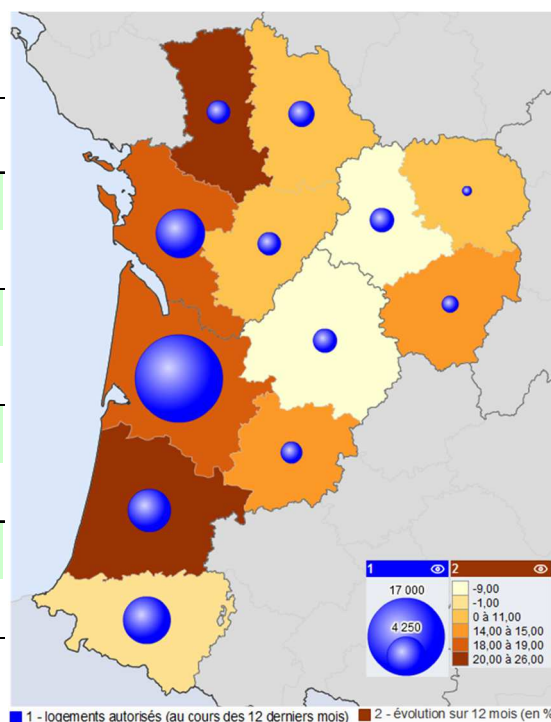 1 2
17 000
4 250
-9,00
-1,00
0 à 11,00
14,00 à 15,00
18,00 à 19,00
20,00 à 26,00
1 - logements autorisés (au cours des 12 derniers mois) 2 - évolution sur 12 mois (en %